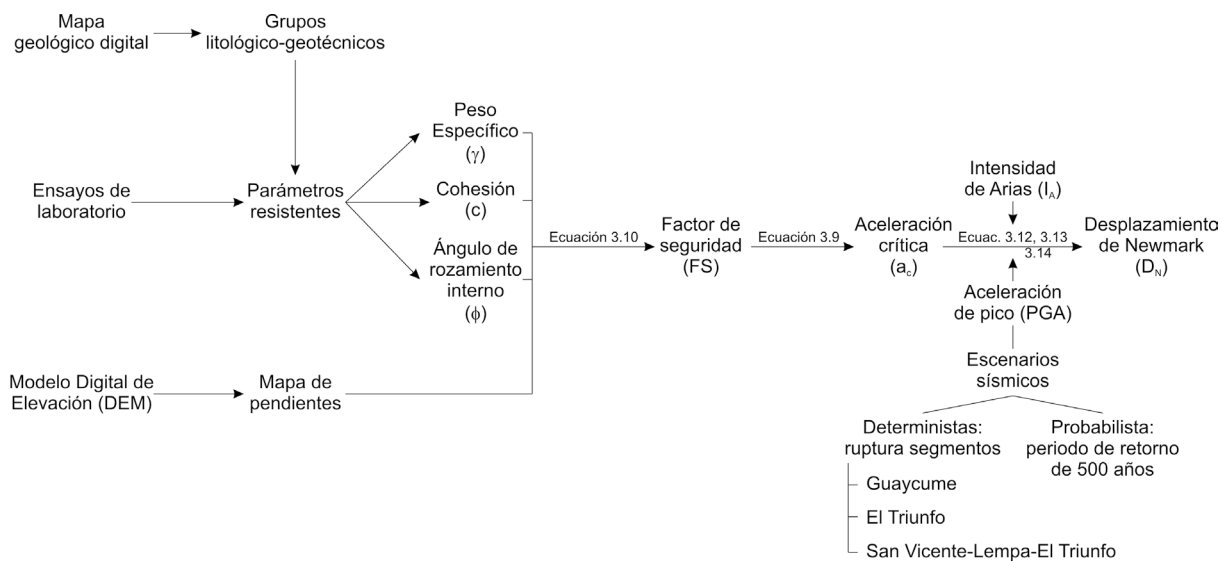 Mapa
geológico digital
Grupos
litológico-geotécnicos
Peso
Específico
(γ)
Ensayos de
laboratorio
Parámetros
resistentes
Cohesión
(c)
Ángulo de
rozamiento
interno
(ϕ)
Modelo Digital de
Elevación (DEM)
Mapa de
pendientes
Ecuación 3.10
Factor de
seguridad
(FS)
Ecuación 3.9
Aceleración
crítica
(ac)
Intensidad
de Arias (IA)
Ecuac. 3.12, 3.13
3.14
Desplazamiento
de Newmark
(DN)
Aceleración
de pico (PGA)
Escenarios
sísmicos
Deterministas:
ruptura segmentos
Guaycume
El Triunfo
San Vicente-Lempa-El Triunfo
Probabilista:
periodo de retorno
de 500 años